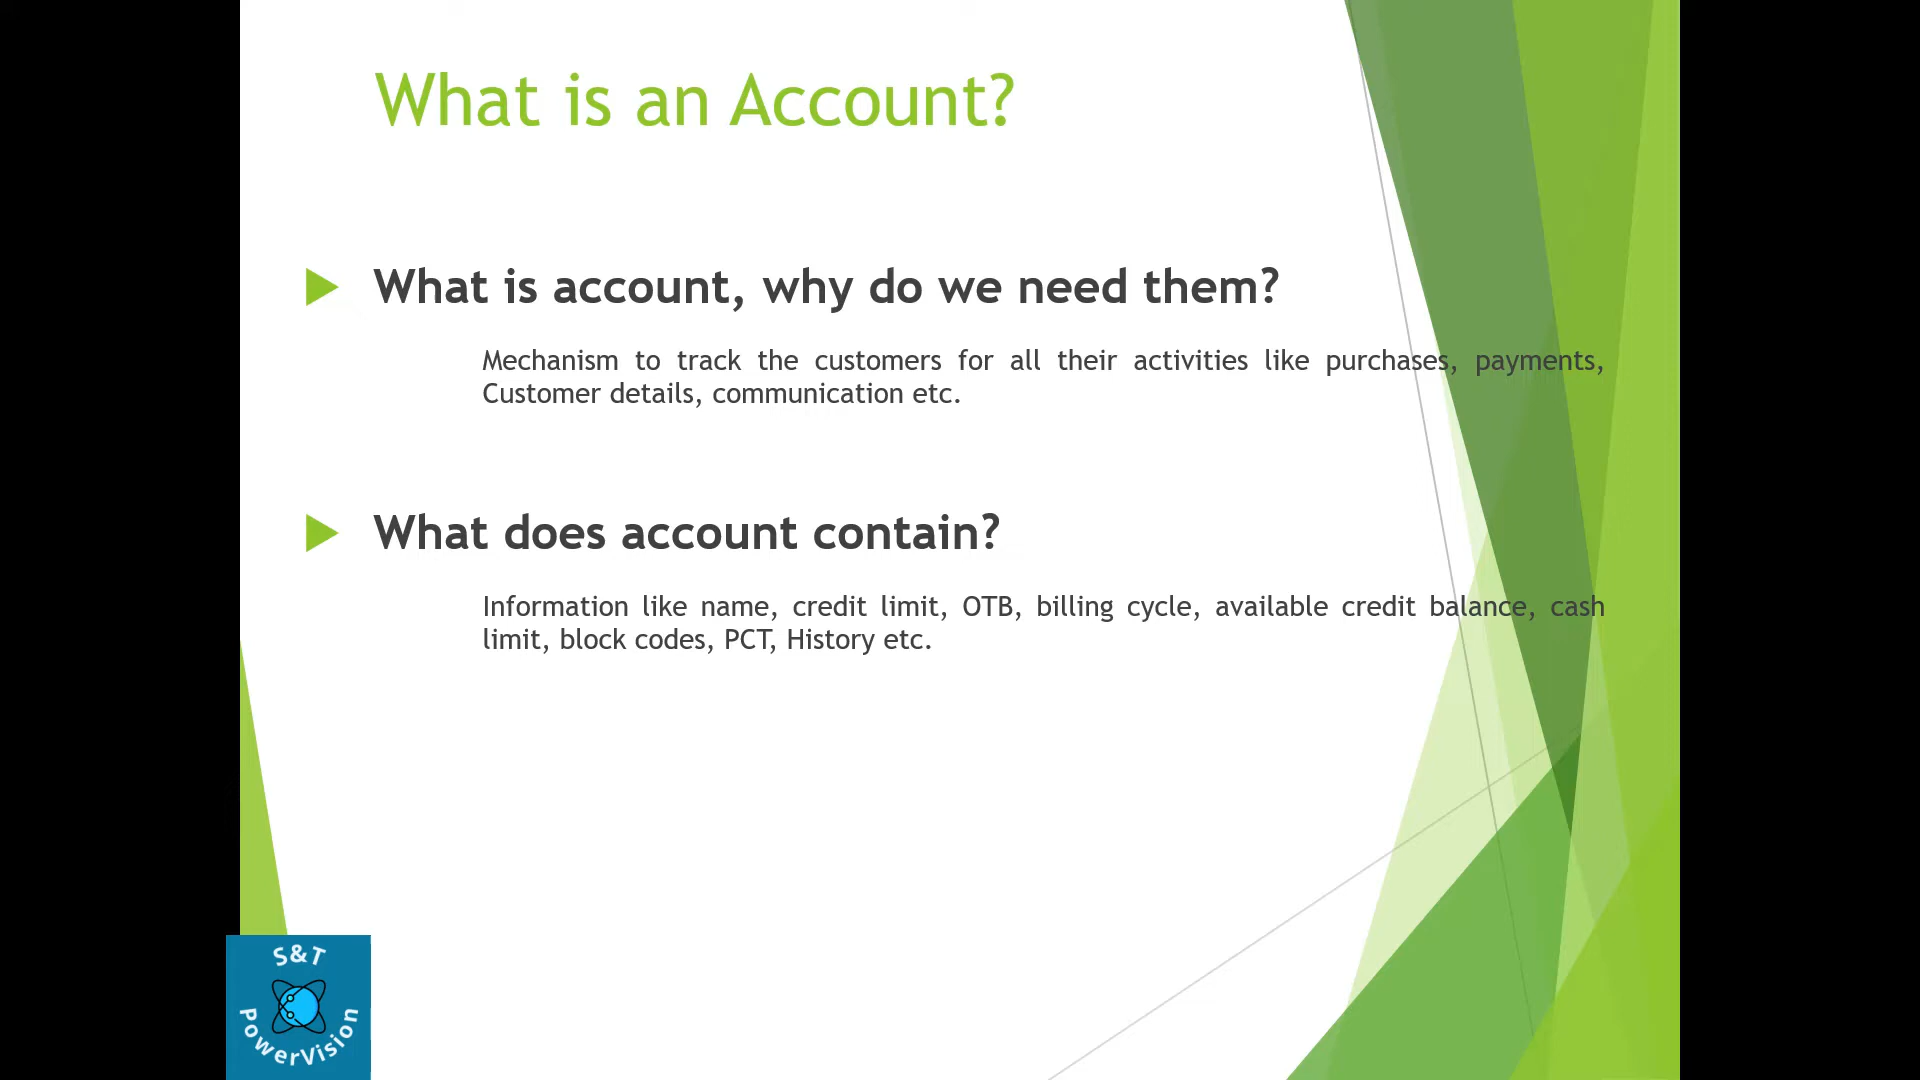 What is an Account?
What is account, why do we need them?
Mechanism to track the customers for all their activities like purchases, payments,
Customer details, communication etc.
What does account contain?
Information like name, credit limit, OTB, billing cycle, available credit balance, cash
limit, block codes, PCT, History etc.
S&T
PowerVision